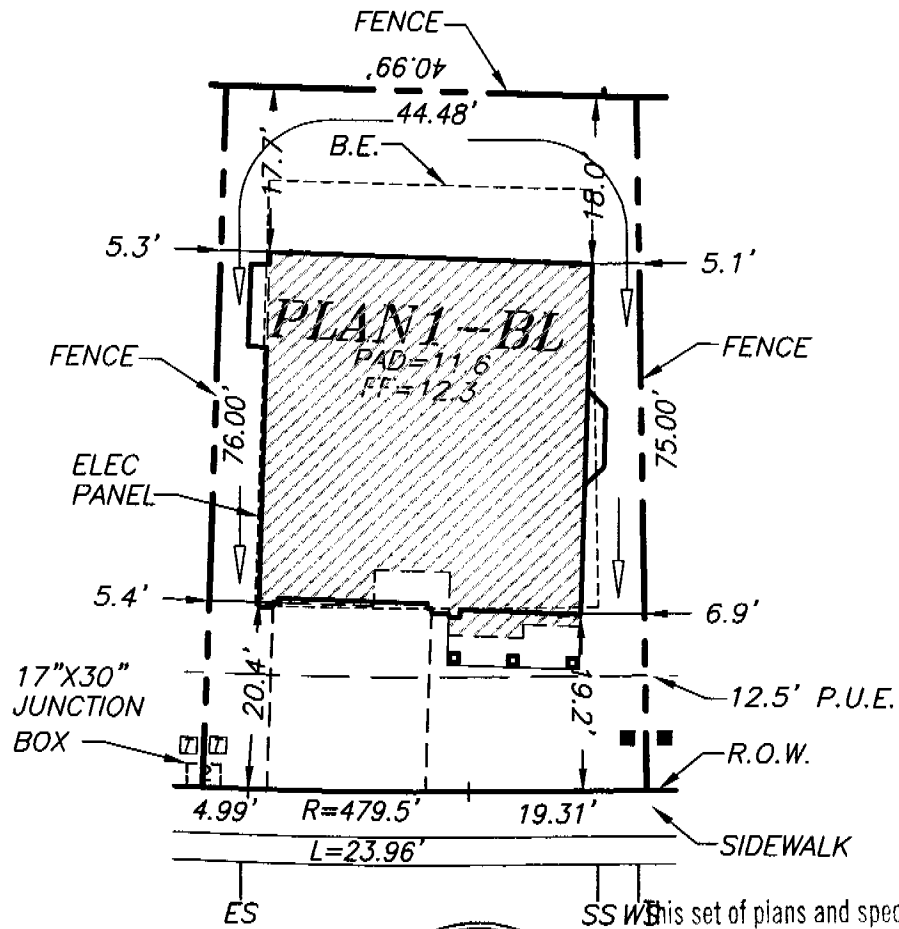 FENCE
40.99'
44.48'
B.E.
17.7'
18.0'
5.3'
5.1'
PLAN1-BL
PAD=11.6
FF=12.3
FENCE
FENCE
76.00'
75.00'
ELEC
PANEL
5.4'
6.9'
17"X30"
JUNCTION
BOX
20.4'
19.2'
12.5' P.U.E.
T T
R.O.W.
4.99' R=479.5' 19.31'
L=23.96'
SIDEWALK
ES SS WS
This set of plans and spec